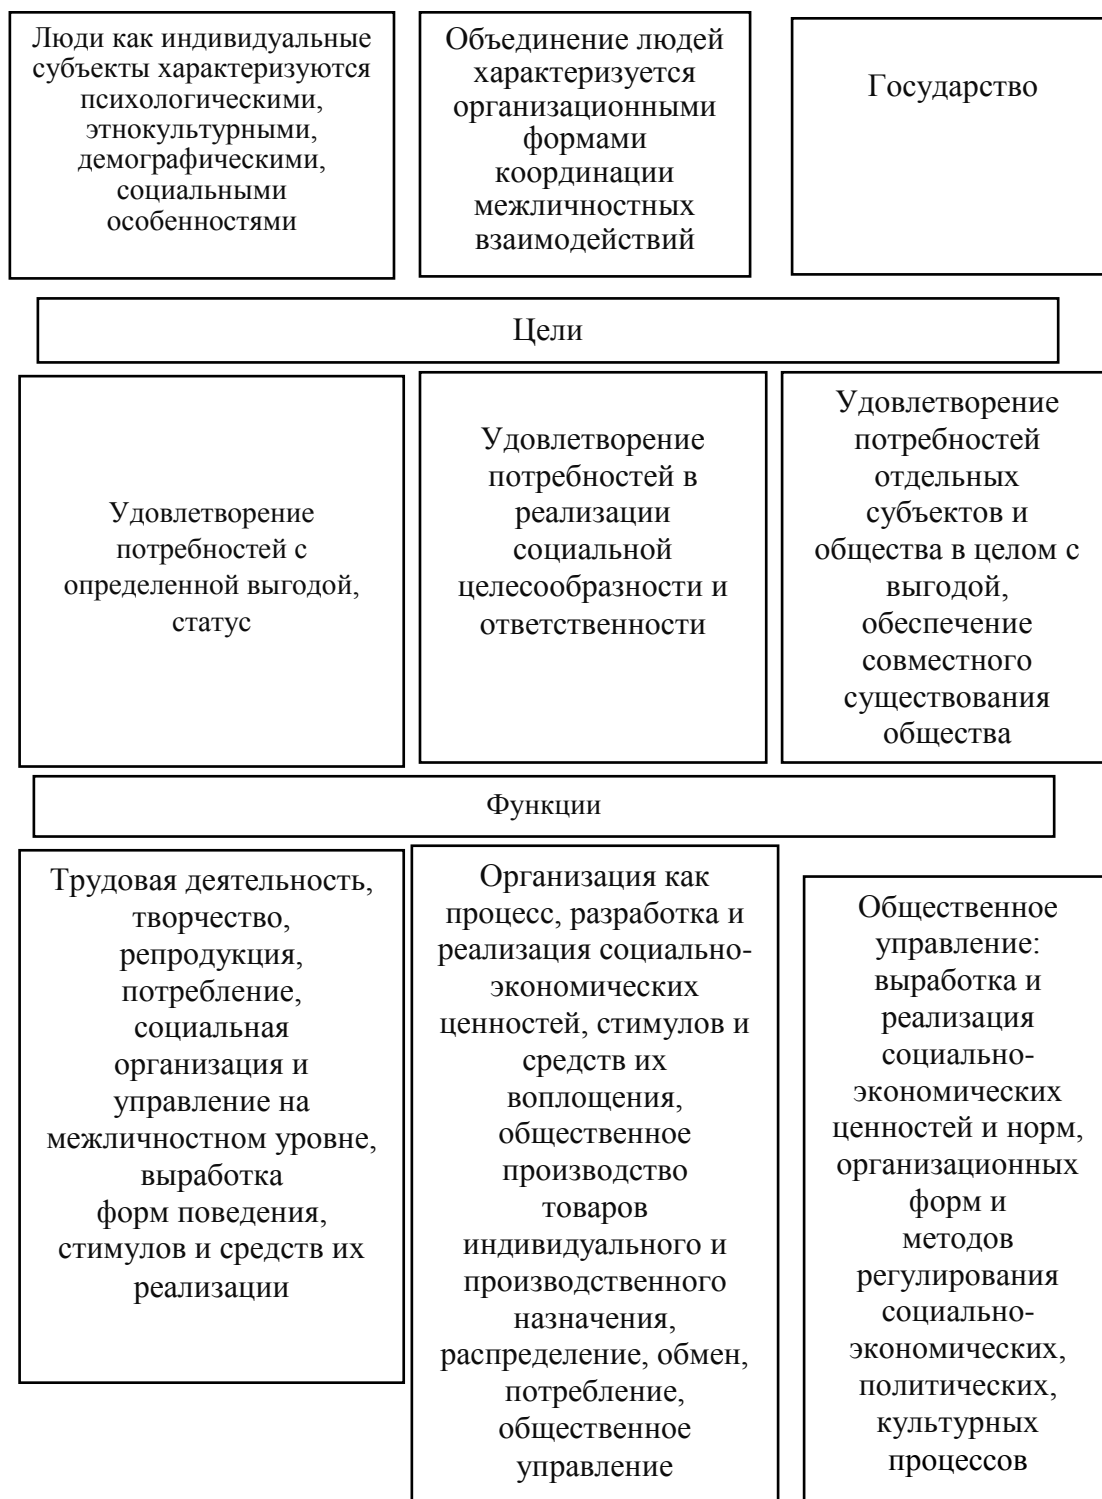 Люди как индивидуальные
субъекты характеризуются
психологическими,
этнокультурными,
демографическими,
социальными
особенностями
Объединение людей
характеризуется
организационными
формами
координации
межличностных
взаимодействий
Государство
Цели
Удовлетворение
потребностей с
определенной выгодой,
статус
Удовлетворение
потребностей в
реализации
социальной
целесообразности и
ответственности
Удовлетворение
потребностей
отдельных
субъектов и
общества в целом с
выгодой,
обеспечение
совместного
существования
общества
Функции
Трудовая деятельность,
творчество,
репродукция,
потребление,
социальная
организация и
управление на
межличностном уровне,
выработка
форм поведения,
стимулов и средств их
реализации
Организация как
процесс, разработка и
реализация социально-
экономических
ценностей, стимулов и
средств их
воплощения,
общественное
производство
товаров
индивидуального и
производственного
назначения,
распределение, обмен,
потребление,
общественное
управление
Общественное
управление:
выработка и
реализация
социально-
экономических
ценностей и норм,
организационных
форм и
методов
регулирования
социально-
экономических,
политических,
культурных
процессов